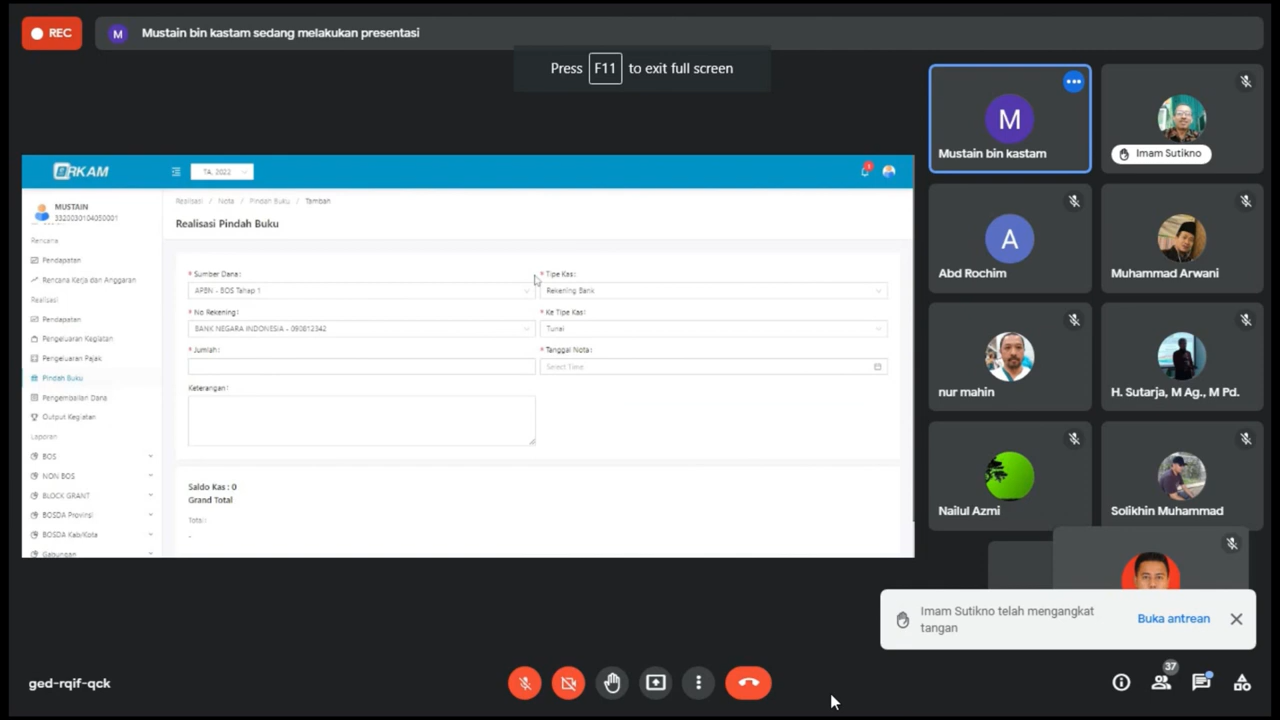 REC
M
Mustain bin kastam sedang melakukan presentasi
Press F11 to exit full screen
ERKAM
TA. 2022
MUSTAIN
Rencana
Pendapatan
Rencana Kerja dan Anggaran
Realisasi
Pendapatan
Pengeluaran Kegiatan
Pengeluaran Pajak
Pindah Buku
Pengembalian Dana
Output Kegiatan
Laporan
BOS
NON BOS
BLOCK GRANT
BOSDA Provinsi
BOSDA Kab/Kota
Gabungan
Realisasi / Nota / Pindah Buku / Tambah
Realisasi Pindah Buku
* Sumber Dana:
APBN - BOS Tahap 1
* Tipe Kas:
Rekening Bank
* No Rekening:
BANK NEGARA INDONESIA - 090812342
* Ke Tipe Kas:
Tunai
* Jumlah:
* Tanggal Nota:
Select Time
Keterangan:
Saldo Kas : 0
Grand Total
-
M
Mustain bin kastam
Imam Sutikno
A
Abd Rochim
Muhammad Arwani
nur mahin
H. Sutarja, M Ag., M Pd.
Nailul Azmi
Solikhin Muhammad
Imam Sutikno telah mengangkat
tangan
Buka antrean
ged-rqif-qck
37